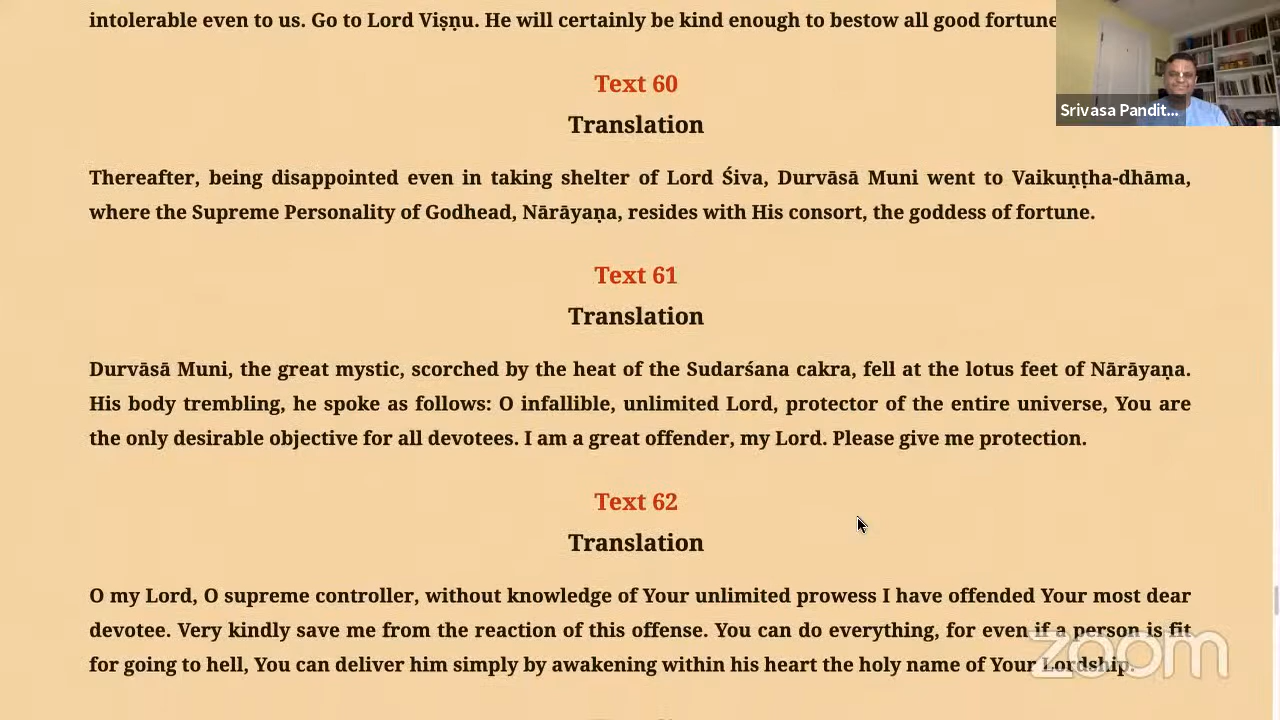 intolerable even to us. Go to Lord Viṣṇu. He will certainly be kind enough to bestow all good fortune
Srivasa Pandit...
Text 60
Translation
Thereafter, being disappointed even in taking shelter of Lord Śiva, Durvāsā Muni went to Vaikuṇṭha-dhāma,
where the Supreme Personality of Godhead, Nārāyaṇa, resides with His consort, the goddess of fortune.
Text 61
Translation
Durvāsā Muni, the great mystic, scorched by the heat of the Sudarśana cakra, fell at the lotus feet of Nārāyaṇa.
His body trembling, he spoke as follows: O infallible, unlimited Lord, protector of the entire universe, You are
the only desirable objective for all devotees. I am a great offender, my Lord. Please give me protection.
Text 62
Translation
O my Lord, O supreme controller, without knowledge of Your unlimited prowess I have offended Your most dear
devotee. Very kindly save me from the reaction of this offense. You can do everything, for even if a person is fit
for going to hell, You can deliver him simply by awakening within his heart the holy name of Your Lordship.
zoom